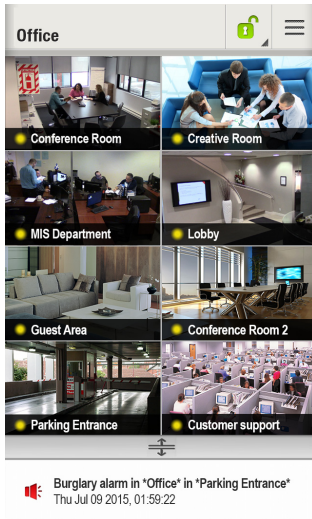 Office
Conference Room
Creative Room
MIS Department
Lobby
Guest Area
Conference Room 2
Parking Entrance
Customer support
Burglary alarm in *Office* in *Parking Entrance*
Thu Jul 09 2015, 01:59:22